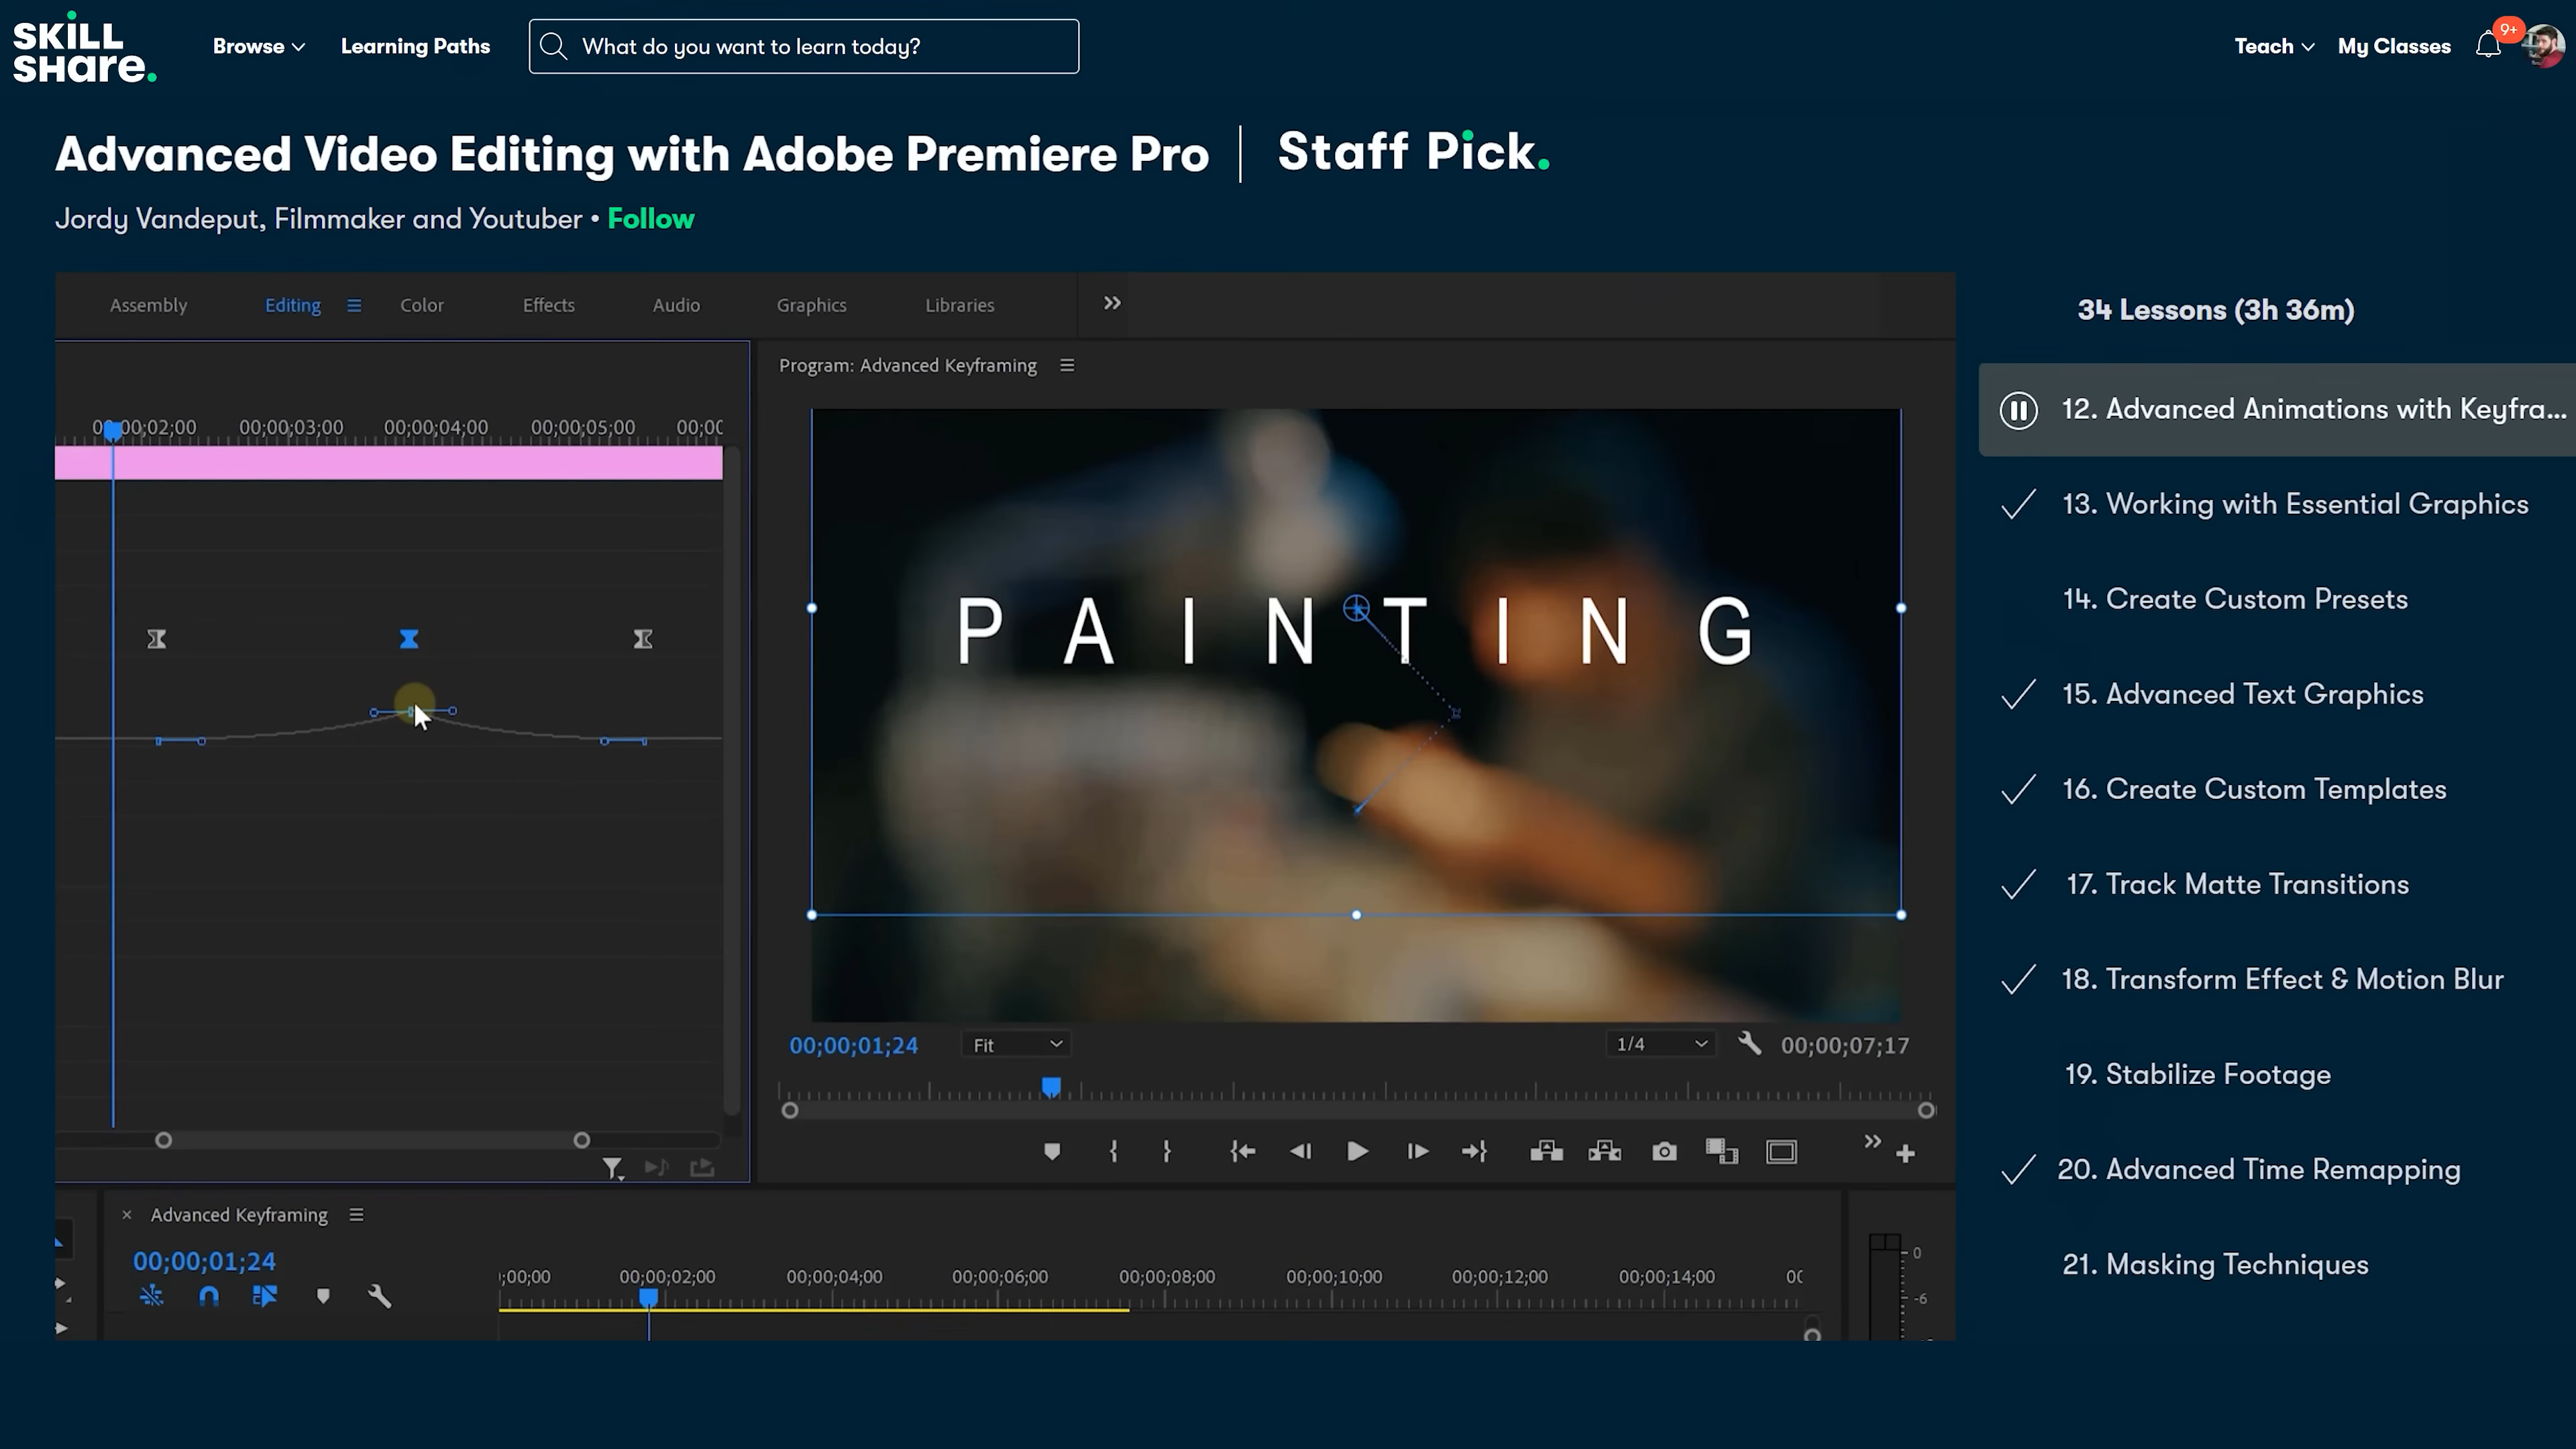 SKILL
SHare.
Browse
Learning Paths
What do you want to learn today?
Teach
My Classes
9+
Advanced Video Editing with Adobe Premiere Pro
Staff Pick.
Jordy Vandeput, Filmmaker and Youtuber • Follow
Assembly
Editing
Color
Effects
Audio
Graphics
Libraries
34 Lessons (3h 36m)
Program: Advanced Keyframing
00;00;03;00
00;00;04;00
00;00;05;00
PAINTING
12. Advanced Animations with Keyfra...
13. Working with Essential Graphics
14. Create Custom Presets
15. Advanced Text Graphics
16. Create Custom Templates
17. Track Matte Transitions
18. Transform Effect & Motion Blur
19. Stabilize Footage
20. Advanced Time Remapping
21. Masking Techniques
00;00;01;24
Fit
1/4
00;00;07;17
Advanced Keyframing
00;00;01;24
;00;00
00;00;02;00
00;00;04;00
00;00;06;00
00;00;08;00
00;00;10;00
00;00;12;00
00;00;14;00
0
-6